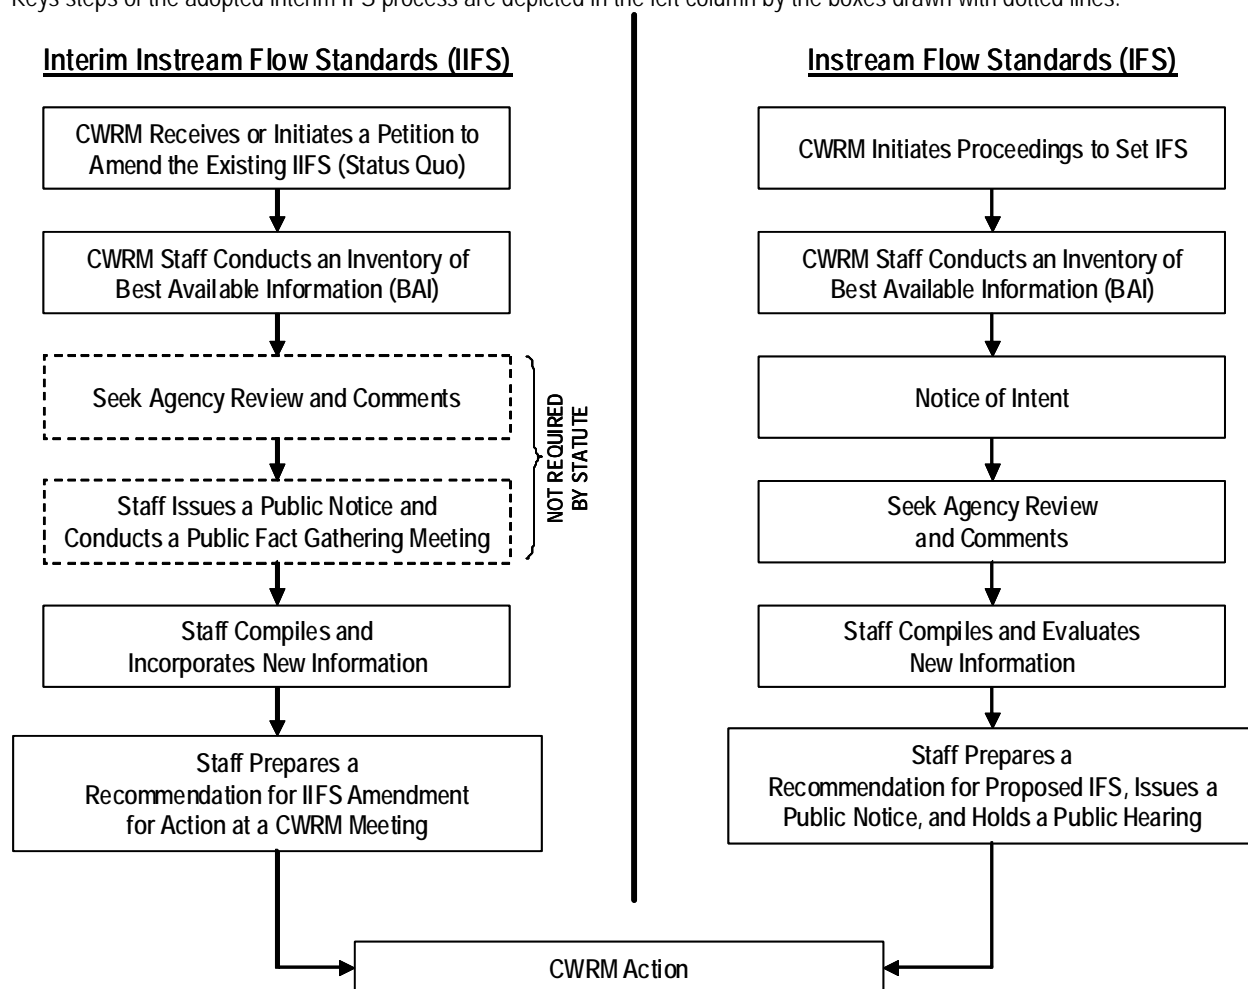 Keys steps of the adopted interim IFS process are depicted in the left column by the boxes drawn with dotted lines.
Interim Instream Flow Standards (IIFS)
CWRM Receives or Initiates a Petition to
Amend the Existing IIFS (Status Quo)
CWRM Staff Conducts an Inventory of
Best Available Information (BAI)
Seek Agency Review and Comments
Staff Issues a Public Notice and
Conducts a Public Fact Gathering Meeting
NOT REQUIRED
BY STATUTE
Staff Compiles and
Incorporates New Information
Staff Prepares a
Recommendation for IIFS Amendment
for Action at a CWRM Meeting
Instream Flow Standards (IFS)
CWRM Initiates Proceedings to Set IFS
CWRM Staff Conducts an Inventory of
Best Available Information (BAI)
Notice of Intent
Seek Agency Review
and Comments
Staff Compiles and Evaluates
New Information
Staff Prepares a
Recommendation for Proposed IFS, Issues a
Public Notice, and Holds a Public Hearing
CWRM Action